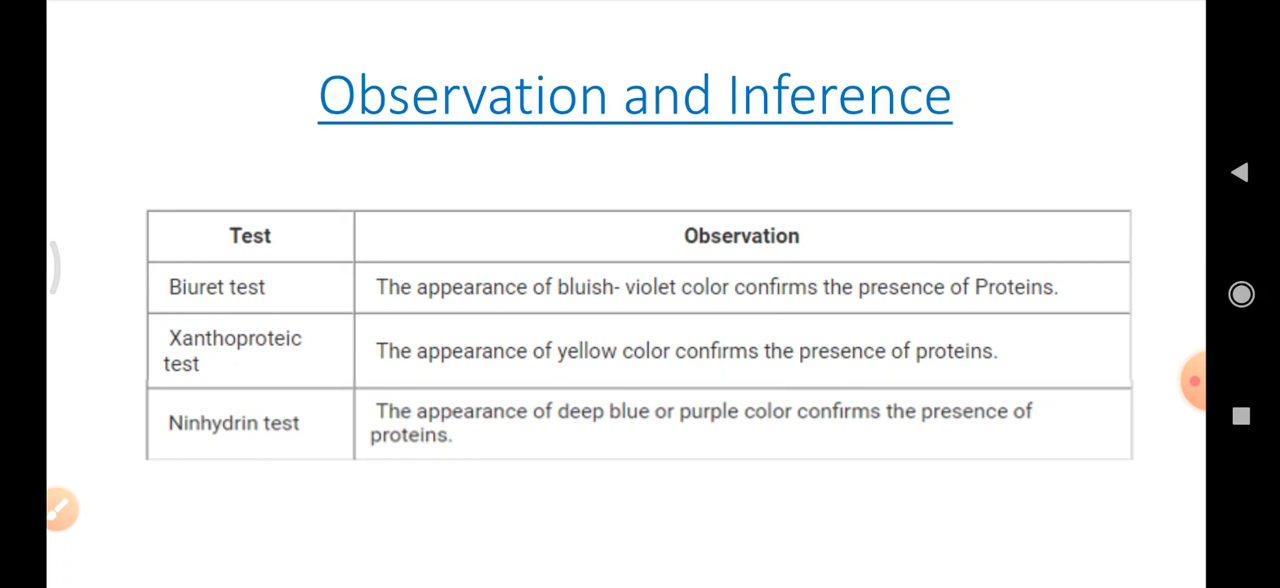 Observation and Inference
Test
Observation
Biuret test
The appearance of bluish- violet color confirms the presence of Proteins.
Xanthoproteic
test
The appearance of yellow color confirms the presence of proteins.
Ninhydrin test
The appearance of deep blue or purple color confirms the presence of
proteins.